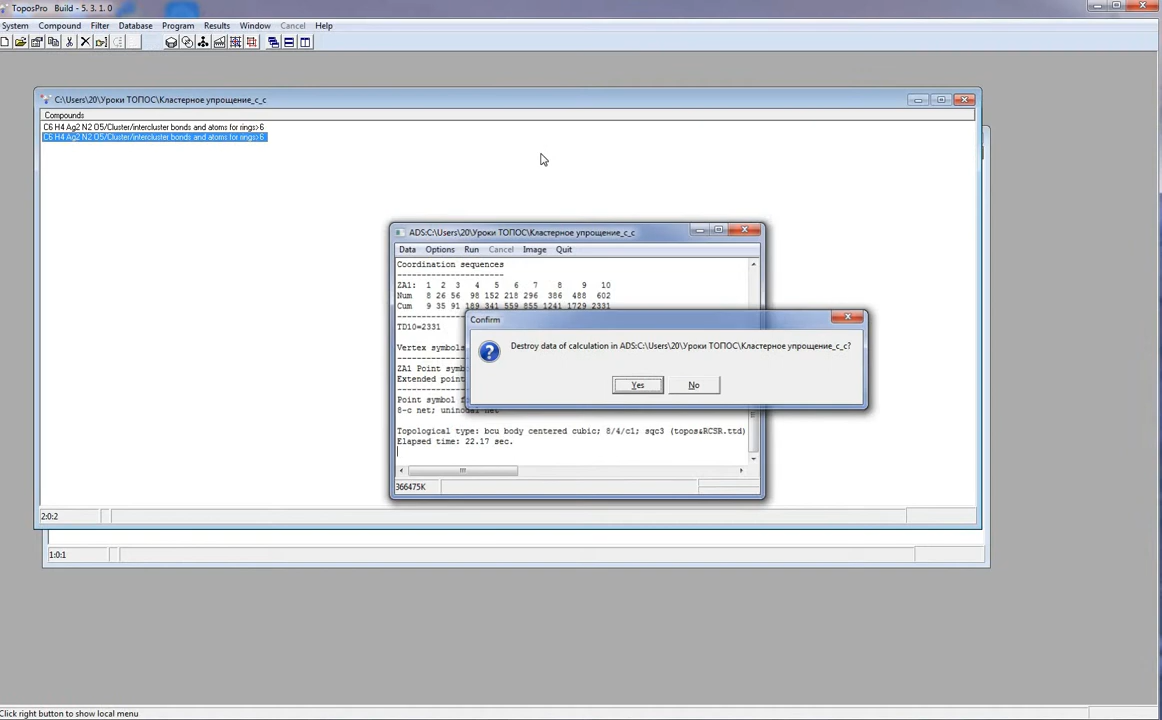 ToposPro Build - 5. 3. 1. 0
System Compound Filter Database Program Results Window Cancel Help
C:\Users\20\Уроки ТОПОС\Кластерное упрощение_c_c
Compounds
C6 H4 Ag2 N2 O5/Cluster/intercluster bonds and atoms for rings>6
C6 H4 Ag2 N2 O5/Cluster/intercluster bonds and atoms for rings>6
ADS:C:\Users\20\Уроки ТОПОС\Кластерное упрощение_c_c
Data Options Run Cancel Image Quit
Coordination sequences
----------------------
ZA1: 1 2 3 4 5 6 7 8 9 10
Num 8 26 56 98 152 218 296 386 488 602
Cum 9 35 91 189 341 559 855 1241 1729 2331
TD10=2331
Confirm
Destroy data of calculation in ADS:C:\Users\20\Уроки ТОПОС\Кластерное упрощение_c_c?
Yes No
Vertex symbols
ZA1 Point symb
Extended point
Point symbol f
8-c net; uninodal net
Topological type: bcu body centered cubic; 8/4/c1; sqc3 (topos&RCSR.ttd)
Elapsed time: 22.17 sec.
366475K
2:0:2
1:0:1
Click right button to show local menu